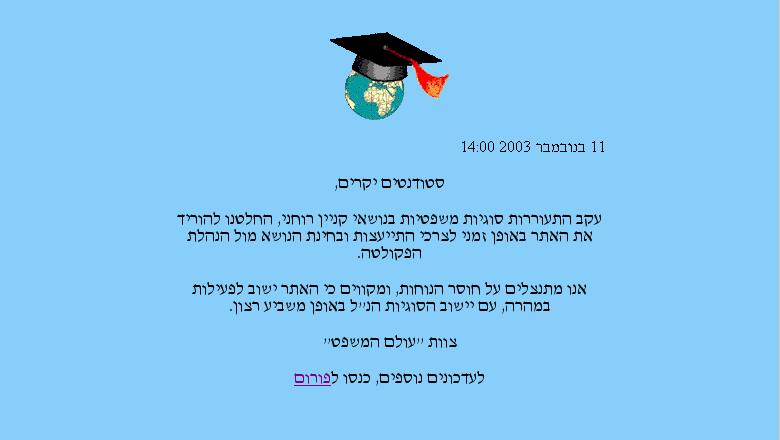 11 בנובמבר 2003 14:00
סטודנטים יקרים,
עקב התעוררות סוגיות משפטיות בנושאי קניין רוחני, החלטנו להוריד
את האתר באופן זמני לצרכי התייעצות ובחינת הנושא מול הנהלת
הפקולטה.
אנו מתנצלים על חוסר הנוחות, ומקווים כי האתר ישוב לפעילות
במהרה, עם יישוב הסוגיות הנ"ל באופן משביע רצון.
צוות "עולם המשפט"
לעדכונים נוספים, כנסו לפורום